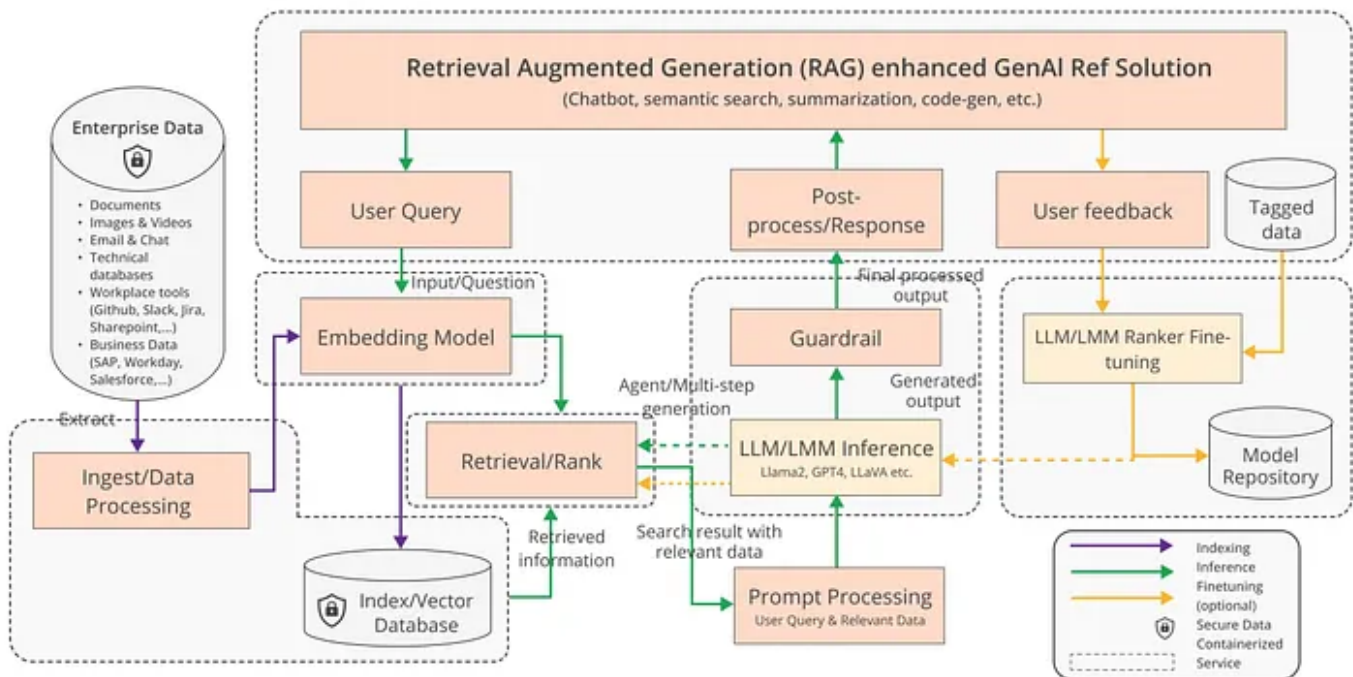 Retrieval Augmented Generation (RAG) enhanced GenAI Ref Solution
(Chatbot, semantic search, summarization, code-gen, etc.)
Enterprise Data
• Documents
• Images & Videos
• Email & Chat
• Technical
databases
• Workplace tools
(Github, Slack, Jira,
Sharepoint,...)
• Business Data
(SAP, Workday,
Salesforce,...)
User Query
Post-
process/Response
User feedback
Tagged
data
Input/Question
Final processed
output
Embedding Model
Guardrail
LLM/LMM Ranker Fine-
tuning
Agent/Multi-step
generation
Generated
output
Extract
Ingest/Data
Processing
Retrieval/Rank
LLM/LMM Inference
Llama2, GPT4, LLaVA etc.
Model
Repository
Retrieved
information
Search result with
relevant data
Index/Vector
Database
Prompt Processing
User Query & Relevant Data
Indexing
Inference
Finetuning
(optional)
Secure Data
Containerized
Service